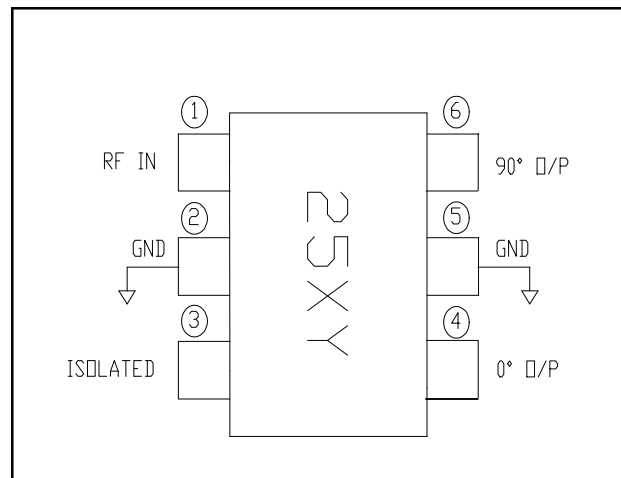 1
6
RF IN
90° O/P
2
5
GND
GND
25XY
3
4
ISOLATED
0° O/P